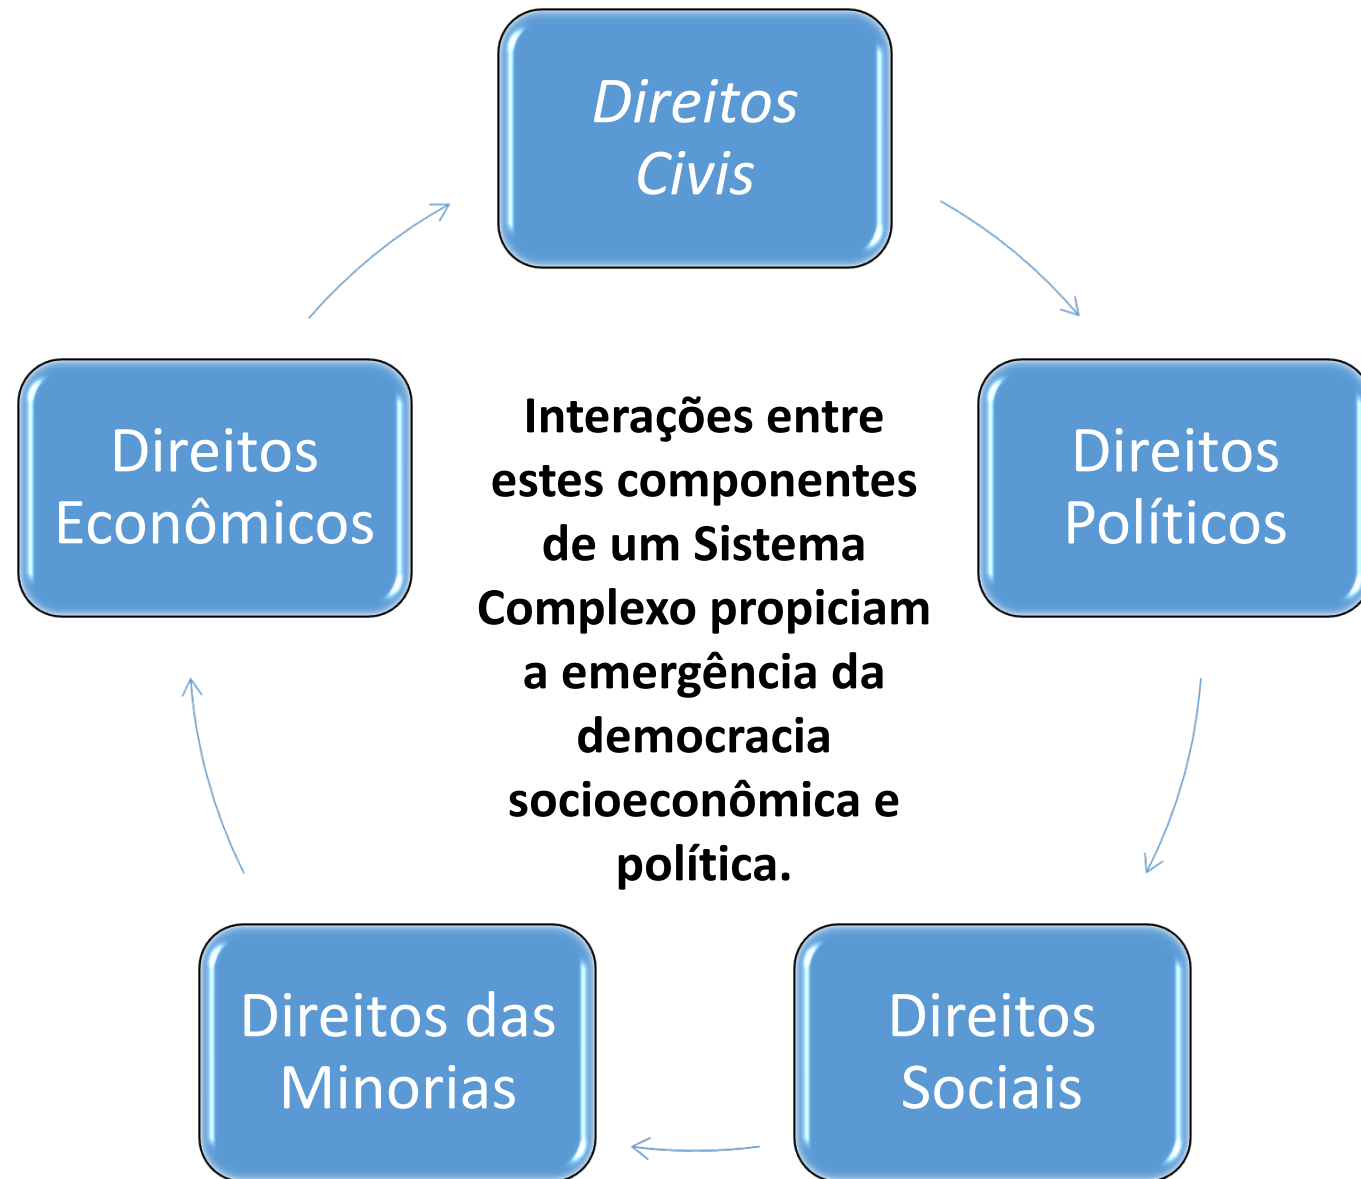 Direitos
Civis
Direitos
Políticos
Direitos
Sociais
Direitos das
Minorias
Direitos
Econômicos
Interações entre
estes componentes
de um Sistema
Complexo propiciam
a emergência da
democracia
socioeconômica e
política.